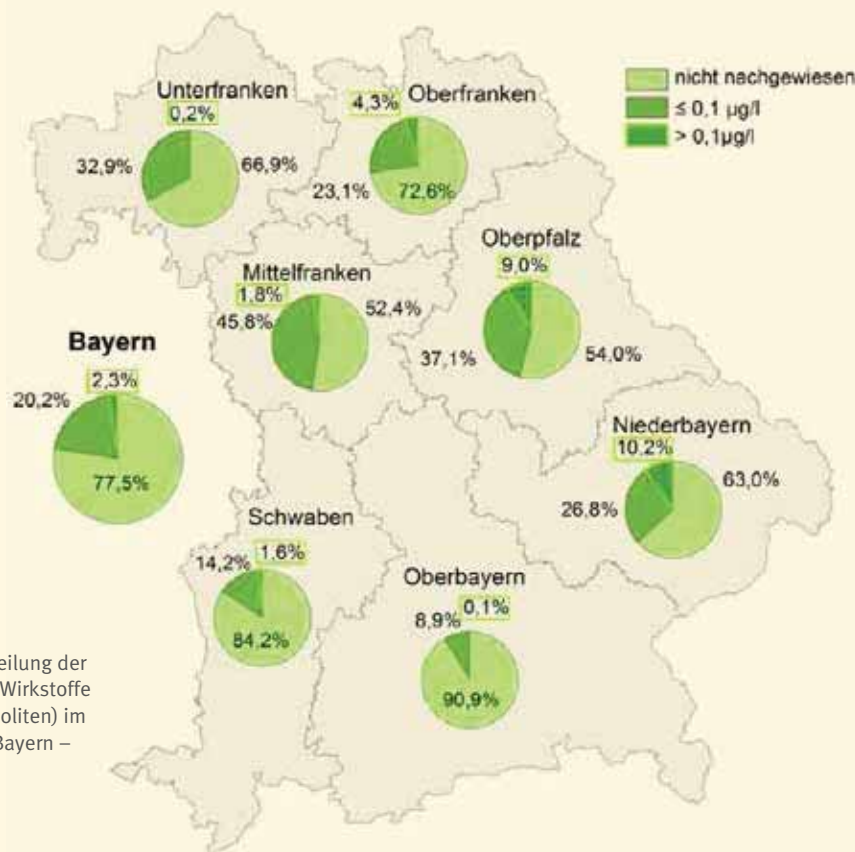 Unterfranken
0,2%
32,9%
66,9%
Oberfranken
4,3%
23,1%
72,6%
nicht nachgewiesen
≤ 0,1 µg/l
> 0,1µg/l
Mittelfranken
1,8%
45,8%
52,4%
Oberpfalz
9,0%
37,1%
54,0%
Bayern
2,3%
20,2%
77,5%
Niederbayern
10,2%
26,8%
63,0%
Schwaben
14,2%
1,6%
84,2%
Oberbayern
8,9%
0,1%
90,9%
eilung der
Wirkstoffe
oliten) im
Bayern –